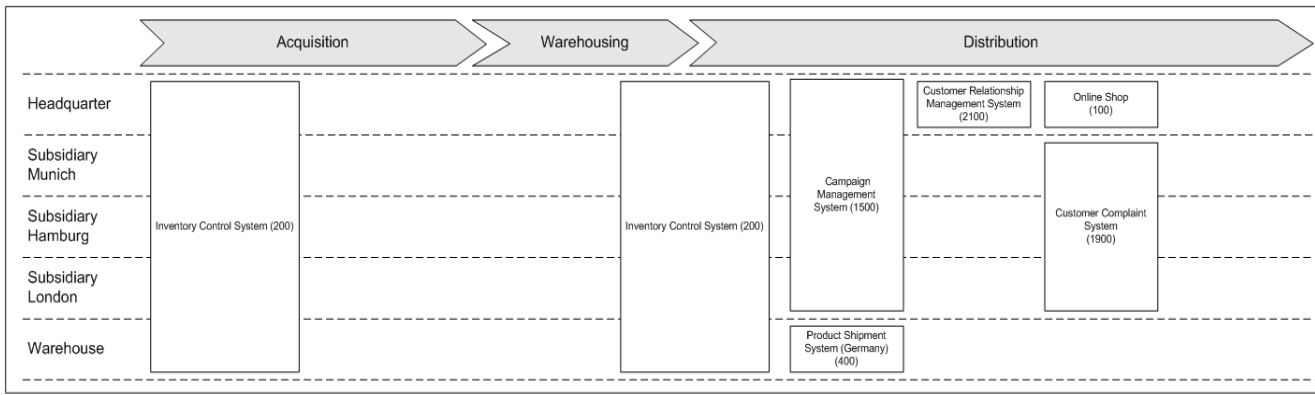 Acquisition
Warehousing
Distribution
Headquarter
Customer Relationship
Management System
(2100)
Online Shop
(100)
Subsidiary
Munich
Campaign
Management
System (1500)
Subsidiary
Hamburg
Inventory Control System (200)
Inventory Control System (200)
Customer Complaint
System
(1900)
Subsidiary
London
Warehouse
Product Shipment
System (Germany)
(400)